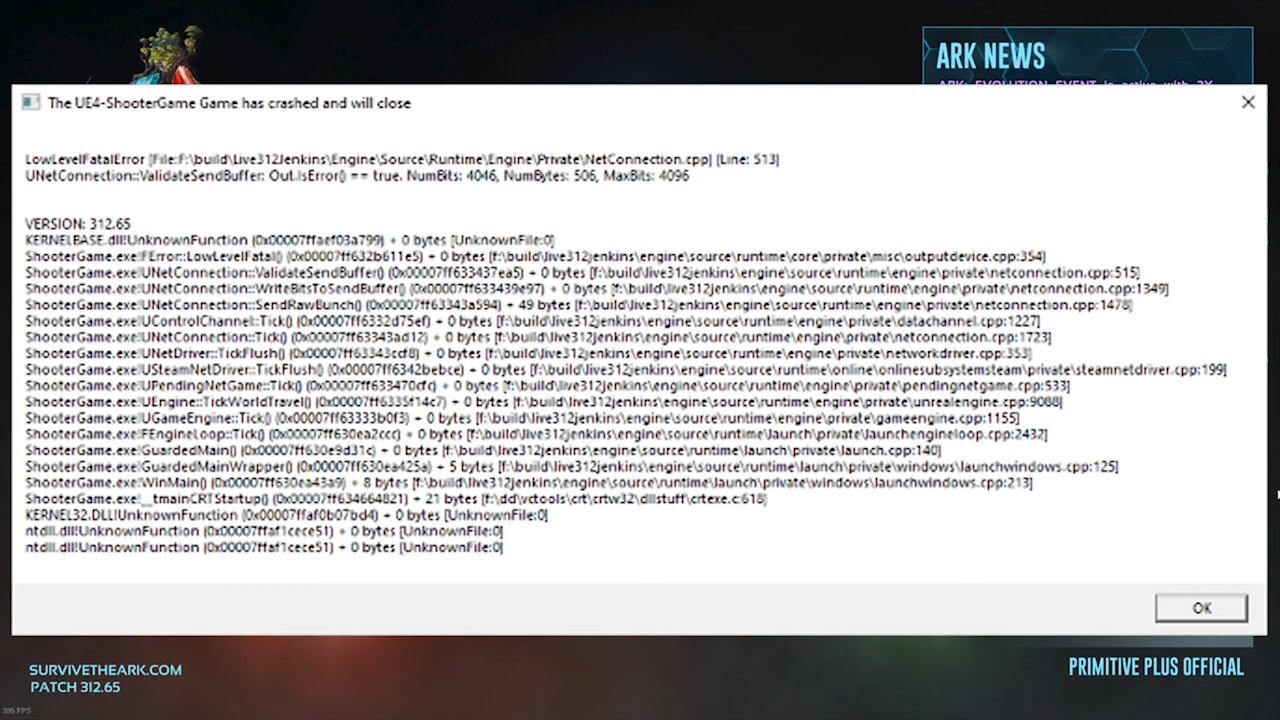 ARK NEWS
ARK: EVOLUTION EVENT is active with 2X
The UE4-ShooterGame Game has crashed and will close
LowLevelFatalError [File:F:\build\Live312Jenkins\Engine\Source\Runtime\Engine\Private\NetConnection.cpp] [Line: 513]
UNetConnection::ValidateSendBuffer: Out.IsError() == true. NumBits: 4046, NumBytes: 506, MaxBits: 4096
VERSION: 312.65
KERNELBASE.dll!UnknownFunction (0x00007ffaef03a799) + 0 bytes [UnknownFile:0]
ShooterGame.exe!FError::LowLevelFatal() (0x00007ff632b611e5) + 0 bytes [f:\build\live312jenkins\engine\source\runtime\core\private\misc\outputdevice.cpp:354]
ShooterGame.exe!UNetConnection::ValidateSendBuffer() (0x00007ff633437ea5) + 0 bytes [f:\build\live312jenkins\engine\source\runtime\engine\private\netconnection.cpp:515]
ShooterGame.exe!UNetConnection::WriteBitsToSendBuffer() (0x00007ff633439e97) + 0 bytes [f:\build\live312jenkins\engine\source\runtime\engine\private\netconnection.cpp:1349]
ShooterGame.exe!UNetConnection::SendRawBunch() (0x00007ff63343a594) + 49 bytes [f:\build\live312jenkins\engine\source\runtime\engine\private\netconnection.cpp:1478]
ShooterGame.exe!UControlChannel::Tick() (0x00007ff6332d75ef) + 0 bytes [f:\build\live312jenkins\engine\source\runtime\engine\private\datachannel.cpp:1227]
ShooterGame.exe!UNetConnection::Tick() (0x00007ff63343ad12) + 0 bytes [f:\build\live312jenkins\engine\source\runtime\engine\private\netconnection.cpp:1723]
ShooterGame.exe!UNetDriver::TickFlush() (0x00007ff63343ccf8) + 0 bytes [f:\build\live312jenkins\engine\source\runtime\engine\private\networkdriver.cpp:353]
ShooterGame.exe!USteamNetDriver::TickFlush() (0x00007ff6342bebce) + 0 bytes [f:\build\live312jenkins\engine\source\runtime\online\onlinesubsystemsteam\private\steamnetdriver.cpp:199]
ShooterGame.exe!UPendingNetGame::Tick() (0x00007ff633470cfc) + 0 bytes [f:\build\live312jenkins\engine\source\runtime\engine\private\pendingnetgame.cpp:533]
ShooterGame.exe!UEngine::TickWorldTravel() (0x00007ff6335f14c7) + 0 bytes [f:\build\live312jenkins\engine\source\runtime\engine\private\unrealengine.cpp:9088]
ShooterGame.exe!UGameEngine::Tick() (0x00007ff63333b0f3) + 0 bytes [f:\build\live312jenkins\engine\source\runtime\engine\private\gameengine.cpp:1155]
ShooterGame.exe!FEngineLoop::Tick() (0x00007ff630ea2ccc) + 0 bytes [f:\build\live312jenkins\engine\source\runtime\launch\private\launchengineloop.cpp:2432]
ShooterGame.exe!GuardedMain() (0x00007ff630e9d31c) + 0 bytes [f:\build\live312jenkins\engine\source\runtime\launch\private\launch.cpp:140]
ShooterGame.exe!GuardedMainWrapper() (0x00007ff630ea425a) + 5 bytes [f:\build\live312jenkins\engine\source\runtime\launch\private\windows\launchwindows.cpp:125]
ShooterGame.exe!WinMain() (0x00007ff630ea43a9) + 8 bytes [f:\build\live312jenkins\engine\source\runtime\launch\private\windows\launchwindows.cpp:213]
ShooterGame.exe!__tmainCRTStartup() (0x00007ff634664821) + 21 bytes [f:\dd\vctools\crt\crtw32\dllstuff\crtexe.c:618]
KERNEL32.DLL!UnknownFunction (0x00007ffaf0b07bd4) + 0 bytes [UnknownFile:0]
ntdll.dll!UnknownFunction (0x00007ffaf1cece51) + 0 bytes [UnknownFile:0]
ntdll.dll!UnknownFunction (0x00007ffaf1cece51) + 0 bytes [UnknownFile:0]
OK
SURVIVETHEARK.COM
PATCH 312.65
PRIMITIVE PLUS OFFICIAL
395 FPS